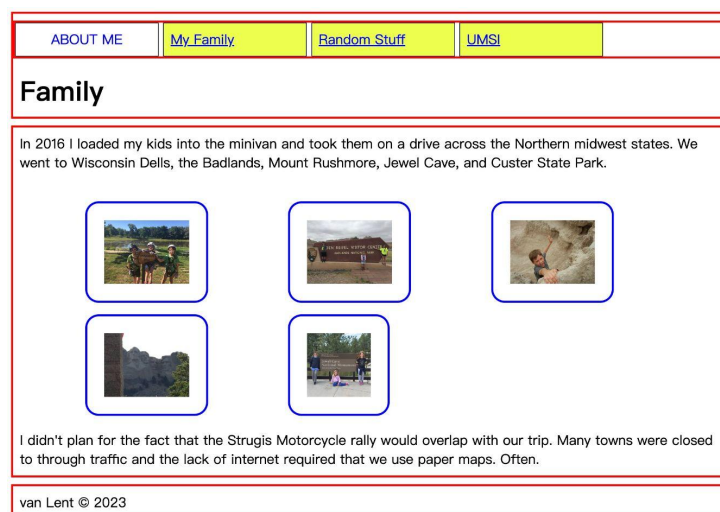 ABOUT ME
My Family
Random Stuff
UMSI
Family
In 2016 I loaded my kids into the minivan and took them on a drive across the Northern midwest states. We
went to Wisconsin Dells, the Badlands, Mount Rushmore, Jewel Cave, and Custer State Park.
I didn't plan for the fact that the Strugis Motorcycle rally would overlap with our trip. Many towns were closed
to through traffic and the lack of internet required that we use paper maps. Often.
van Lent © 2023